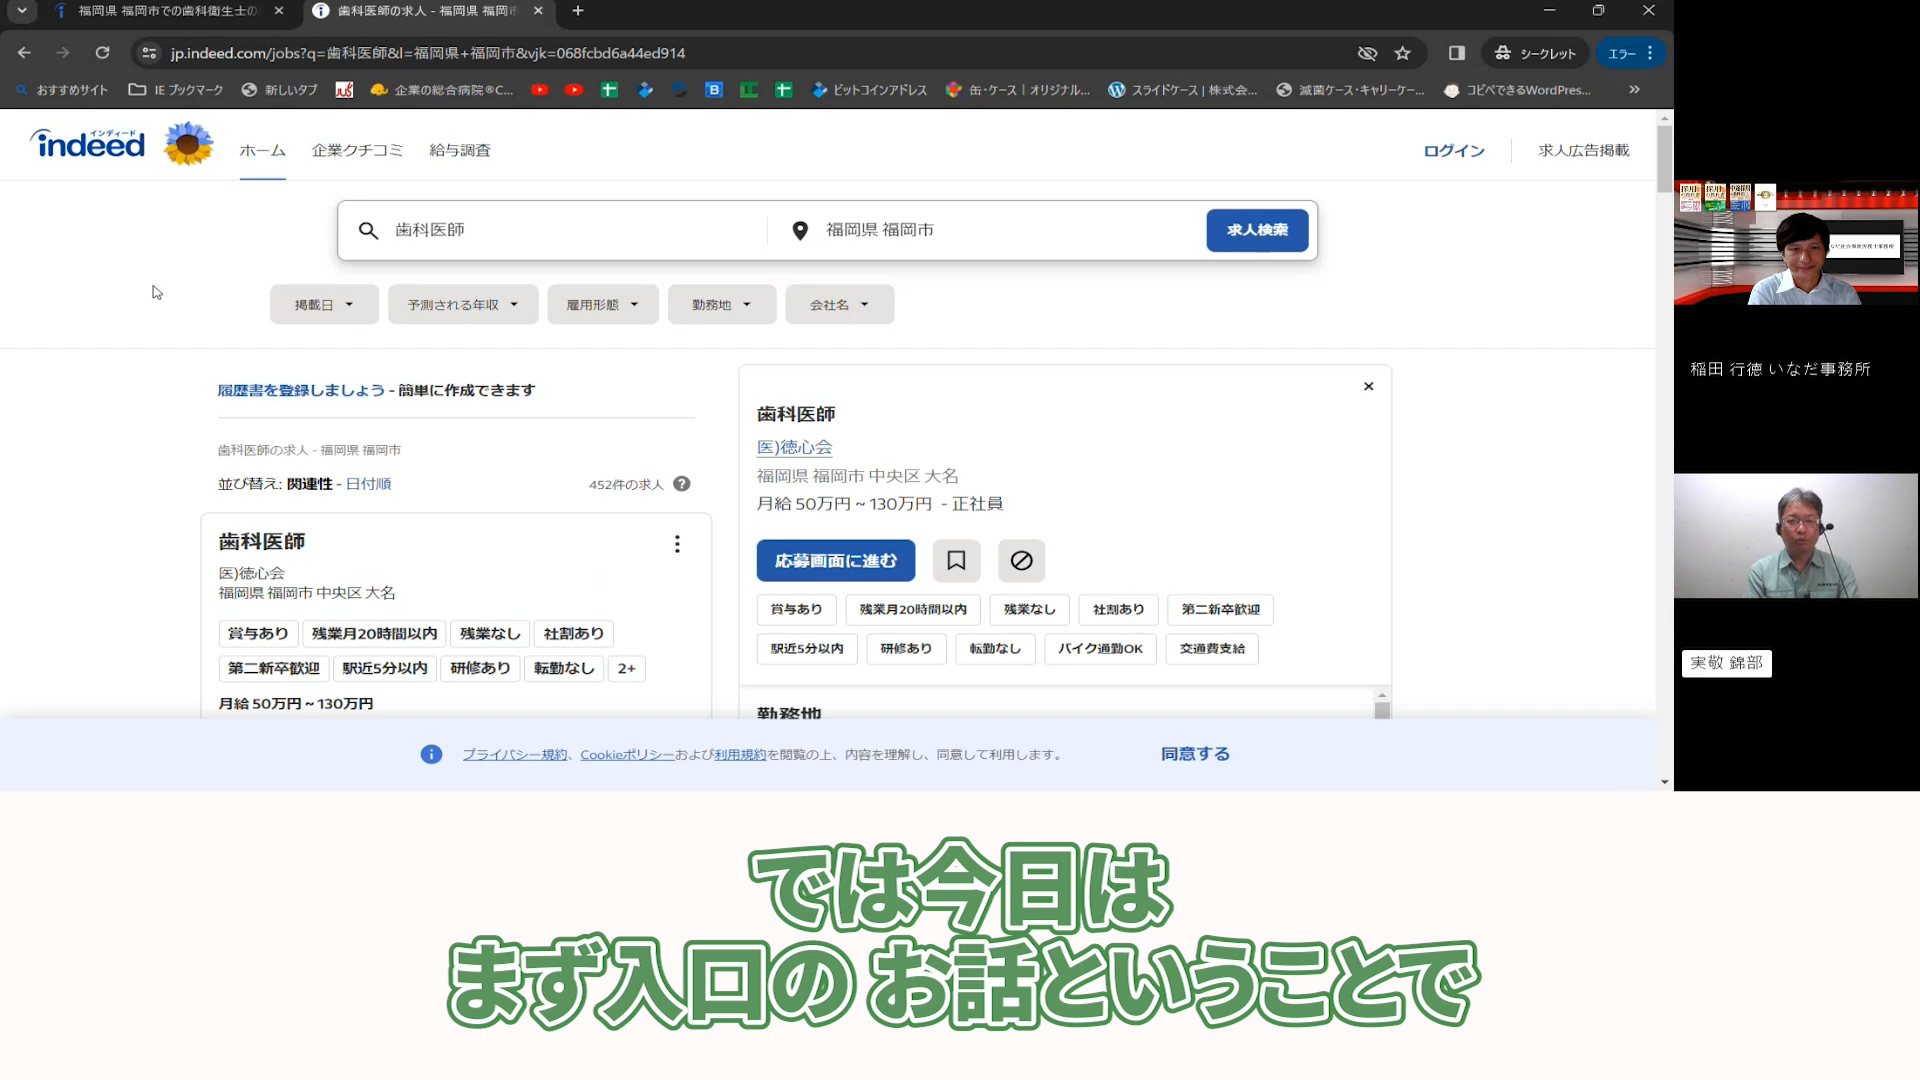 福岡県 福岡市での歯科衛生士の
歯科医師の求人 - 福岡県 福岡市
jp.indeed.com/jobs?q=歯科医師&l=福岡県+福岡市&vjk=068fcbd6a44ed914
シークレット
エラー
おすすめサイト
IE ブックマーク
新しいタブ
企業の総合病院®C...
ビットコインアドレス
缶・ケース | オリジナル...
スライドケース | 株式会...
滅菌ケース・キャリーケー...
コピペできるWordPres...
インディード
indeed
ホーム
企業クチコミ
給与調査
ログイン
求人広告掲載
歯科医師
福岡県 福岡市
求人検索
掲載日
予測される年収
雇用形態
勤務地
会社名
履歴書を登録しましょう - 簡単に作成できます
歯科医師の求人 - 福岡県 福岡市
並び替え: 関連性 - 日付順
452件の求人
歯科医師
医)徳心会
福岡県 福岡市 中央区 大名
賞与あり 残業月20時間以内 残業なし 社割あり
第二新卒歓迎 駅近5分以内 研修あり 転勤なし 2+
月給 50万円 ~ 130万円
歯科医師
医)徳心会
福岡県 福岡市 中央区 大名
月給 50万円 ~ 130万円 - 正社員
応募画面に進む
賞与あり 残業月20時間以内 残業なし 社割あり 第二新卒歓迎
駅近5分以内 研修あり 転勤なし バイク通勤OK 交通費支給
勤務地
プライバシー規約、Cookieポリシーおよび利用規約を閲覧の上、内容を理解し、同意して利用します。
同意する
稲田 行徳 いなだ事務所
実敬 錦部
では今日は
まず入口の お話ということで